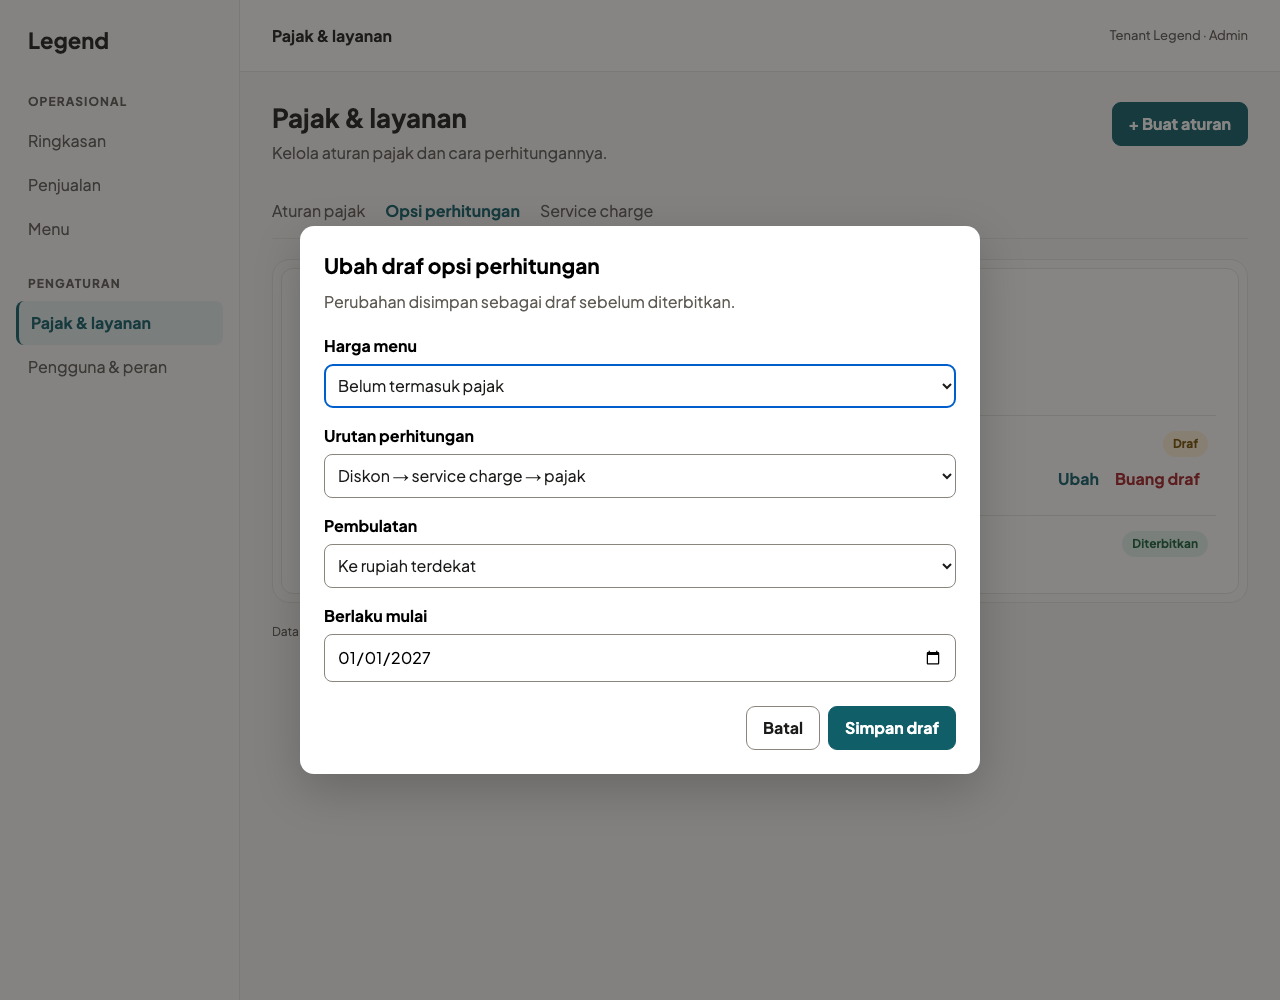 Legend
OPERASIONAL
Ringkasan
Penjualan
Menu
PENGATURAN
Pajak & layanan
Pengguna & peran
Pajak & layanan
Tenant Legend · Admin
Pajak & layanan
Kelola aturan pajak dan cara perhitungannya.
+ Buat aturan
Aturan pajak
Opsi perhitungan
Service charge
Draf
Ubah
Buang draf
Diterbitkan
Data
Ubah draf opsi perhitungan
Perubahan disimpan sebagai draf sebelum diterbitkan.
Harga menu
Belum termasuk pajak
Urutan perhitungan
Diskon → service charge → pajak
Pembulatan
Ke rupiah terdekat
Berlaku mulai
01/01/2027
Batal
Simpan draf